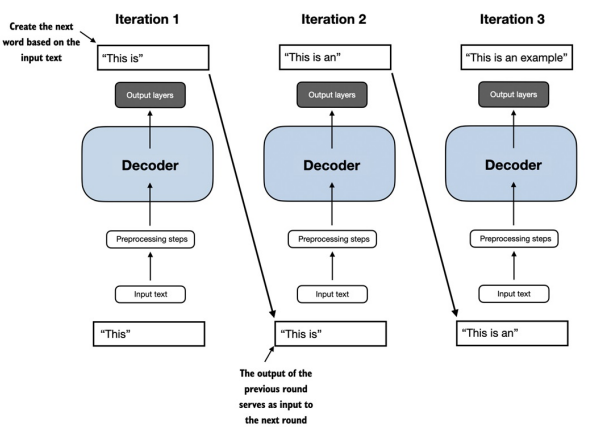 Iteration 1
Iteration 2
Iteration 3
Create the next
word based on the
input text
“This is”
“This is an”
“This is an example”
Output layers
Output layers
Output layers
Decoder
Decoder
Decoder
Preprocessing steps
Preprocessing steps
Preprocessing steps
Input text
Input text
Input text
“This”
“This is”
“This is an”
The output of the
previous round
serves as input to
the next round